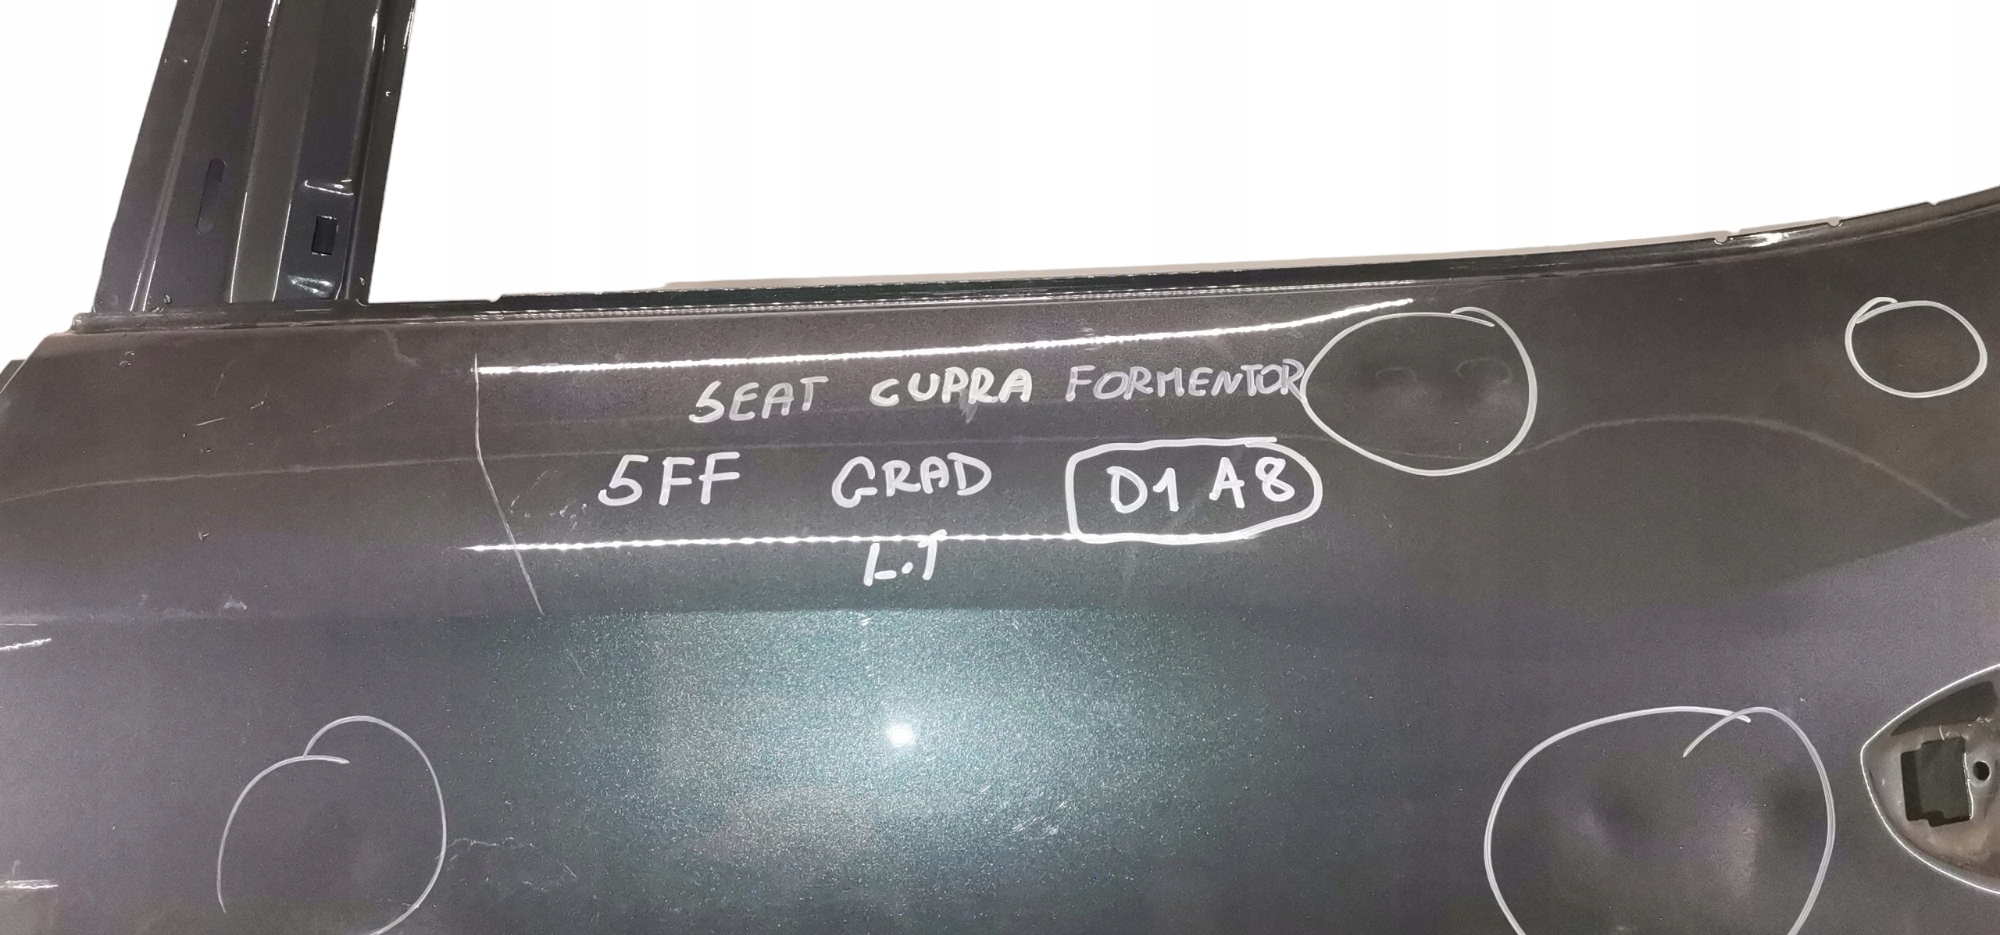 SEAT CUPRA FORMENTOR
5FF GRAD D1 A8
L.T